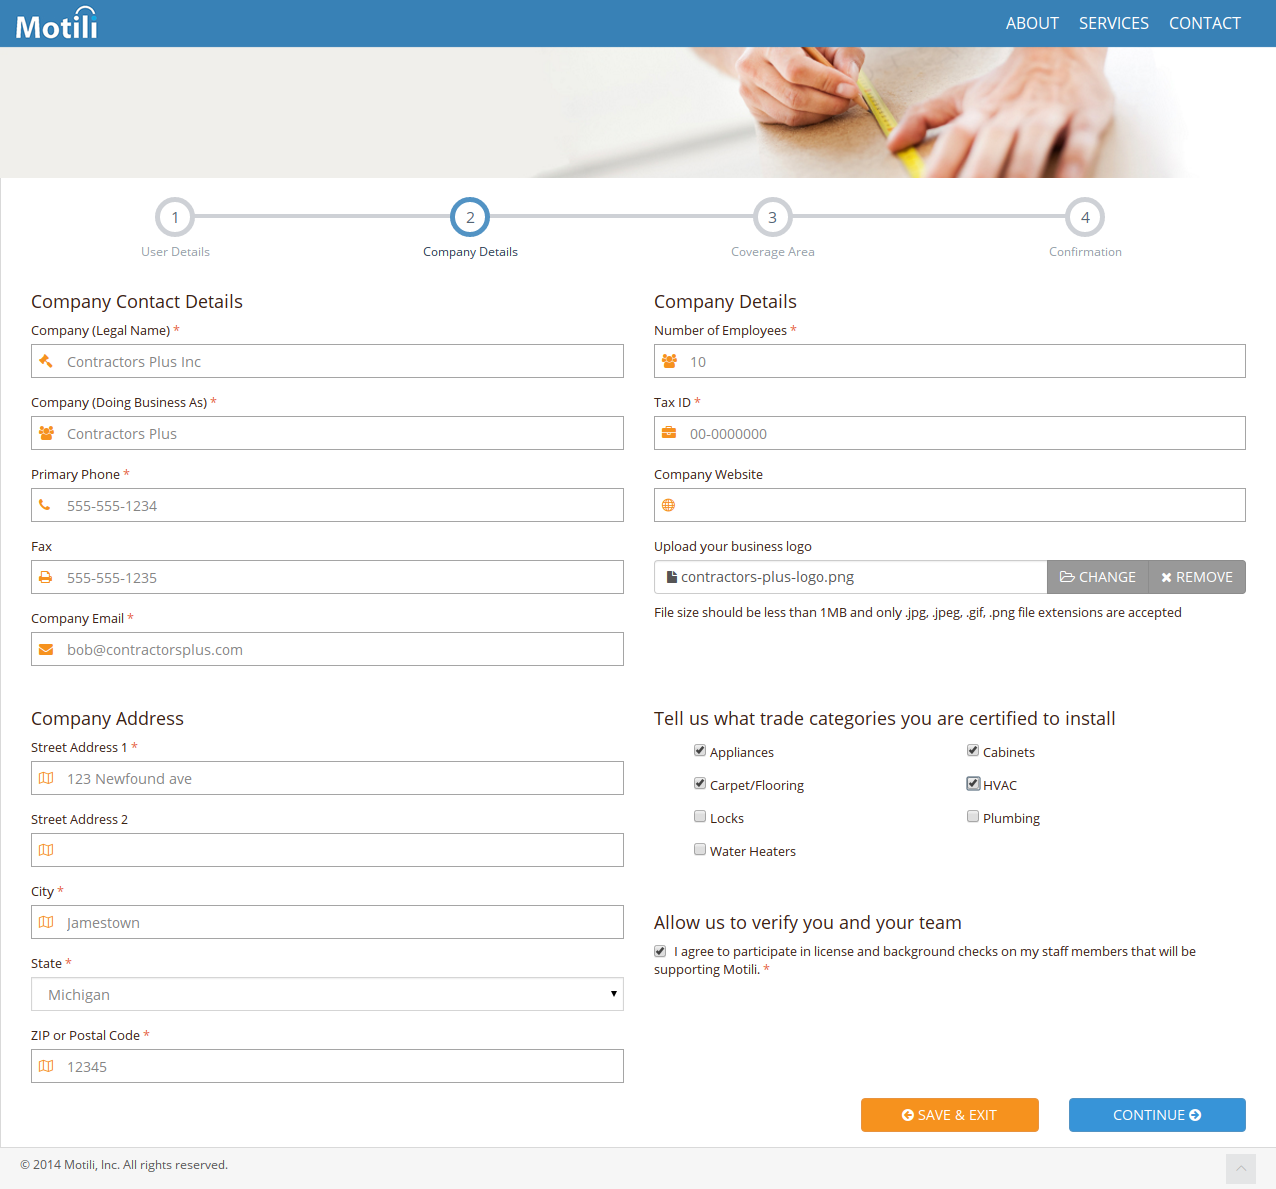 Motili
ABOUT SERVICES CONTACT
1
User Details
2
Company Details
3
Coverage Area
4
Confirmation
Company Contact Details
Company (Legal Name) *
Contractors Plus Inc
Company (Doing Business As) *
Contractors Plus
Primary Phone *
555-555-1234
Fax
555-555-1235
Company Email *
bob@contractorsplus.com
Company Details
Number of Employees *
10
Tax ID *
00-0000000
Company Website
Upload your business logo
contractors-plus-logo.png CHANGE REMOVE
File size should be less than 1MB and only .jpg, .jpeg, .gif, .png file extensions are accepted
Company Address
Street Address 1 *
123 Newfound ave
Street Address 2
City *
Jamestown
State *
Michigan
ZIP or Postal Code *
12345
Tell us what trade categories you are certified to install
Appliances Cabinets
Carpet/Flooring HVAC
Locks Plumbing
Water Heaters
Allow us to verify you and your team
I agree to participate in license and background checks on my staff members that will be
supporting Motili. *
SAVE & EXIT CONTINUE
© 2014 Motili, Inc. All rights reserved.